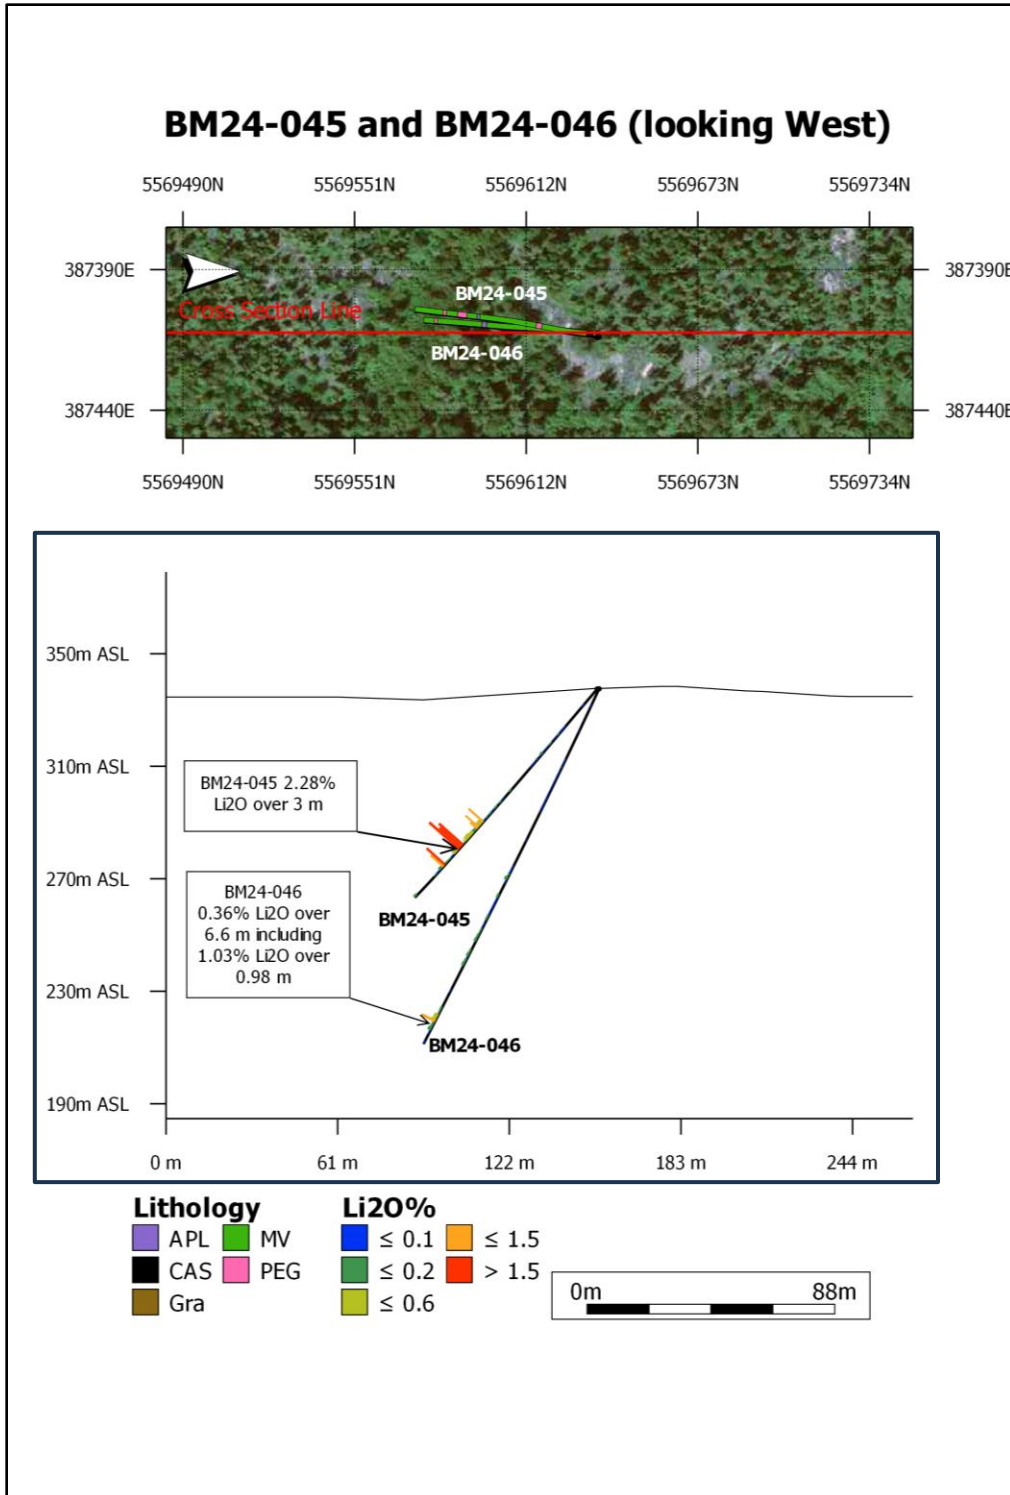 BM24-045 and BM24-046 (looking West)
5569490N 5569551N 5569612N 5569673N 5569734N
387390E 387390E
BM24-045
Cross Section Line
BM24-046
387440E 387440E
5569490N 5569551N 5569612N 5569673N 5569734N
350m ASL
310m ASL
BM24-045 2.28%
Li2O over 3 m
270m ASL
BM24-046
0.36% Li2O over
6.6 m including
1.03% Li2O over
0.98 m
BM24-045
230m ASL
BM24-046
190m ASL
0 m 61 m 122 m 183 m 244 m
Lithology Li2O%
APL MV ≤ 0.1 ≤ 1.5
CAS PEG ≤ 0.2 > 1.5
Gra ≤ 0.6
0m 88m